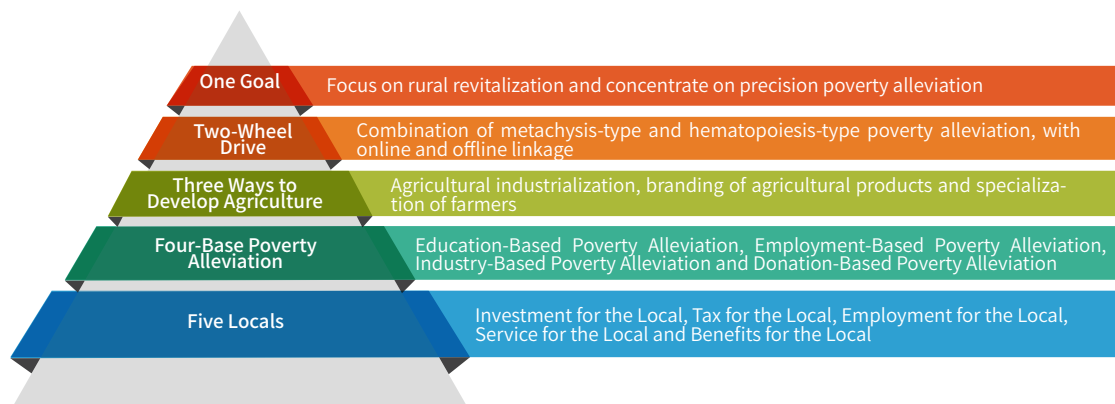 One Goal
Focus on rural revitalization and concentrate on precision poverty alleviation
Two-Wheel
Drive
Combination of metachysis-type and hematopoiesis-type poverty alleviation, with
online and offline linkage
Three Ways to
Develop Agriculture
Agricultural industrialization, branding of agricultural products and specializa-
tion of farmers
Four-Base Poverty
Alleviation
Education-Based Poverty Alleviation, Employment-Based Poverty Alleviation,
Industry-Based Poverty Alleviation and Donation-Based Poverty Alleviation
Five Locals
Investment for the Local, Tax for the Local, Employment for the Local,
Service for the Local and Benefits for the Local